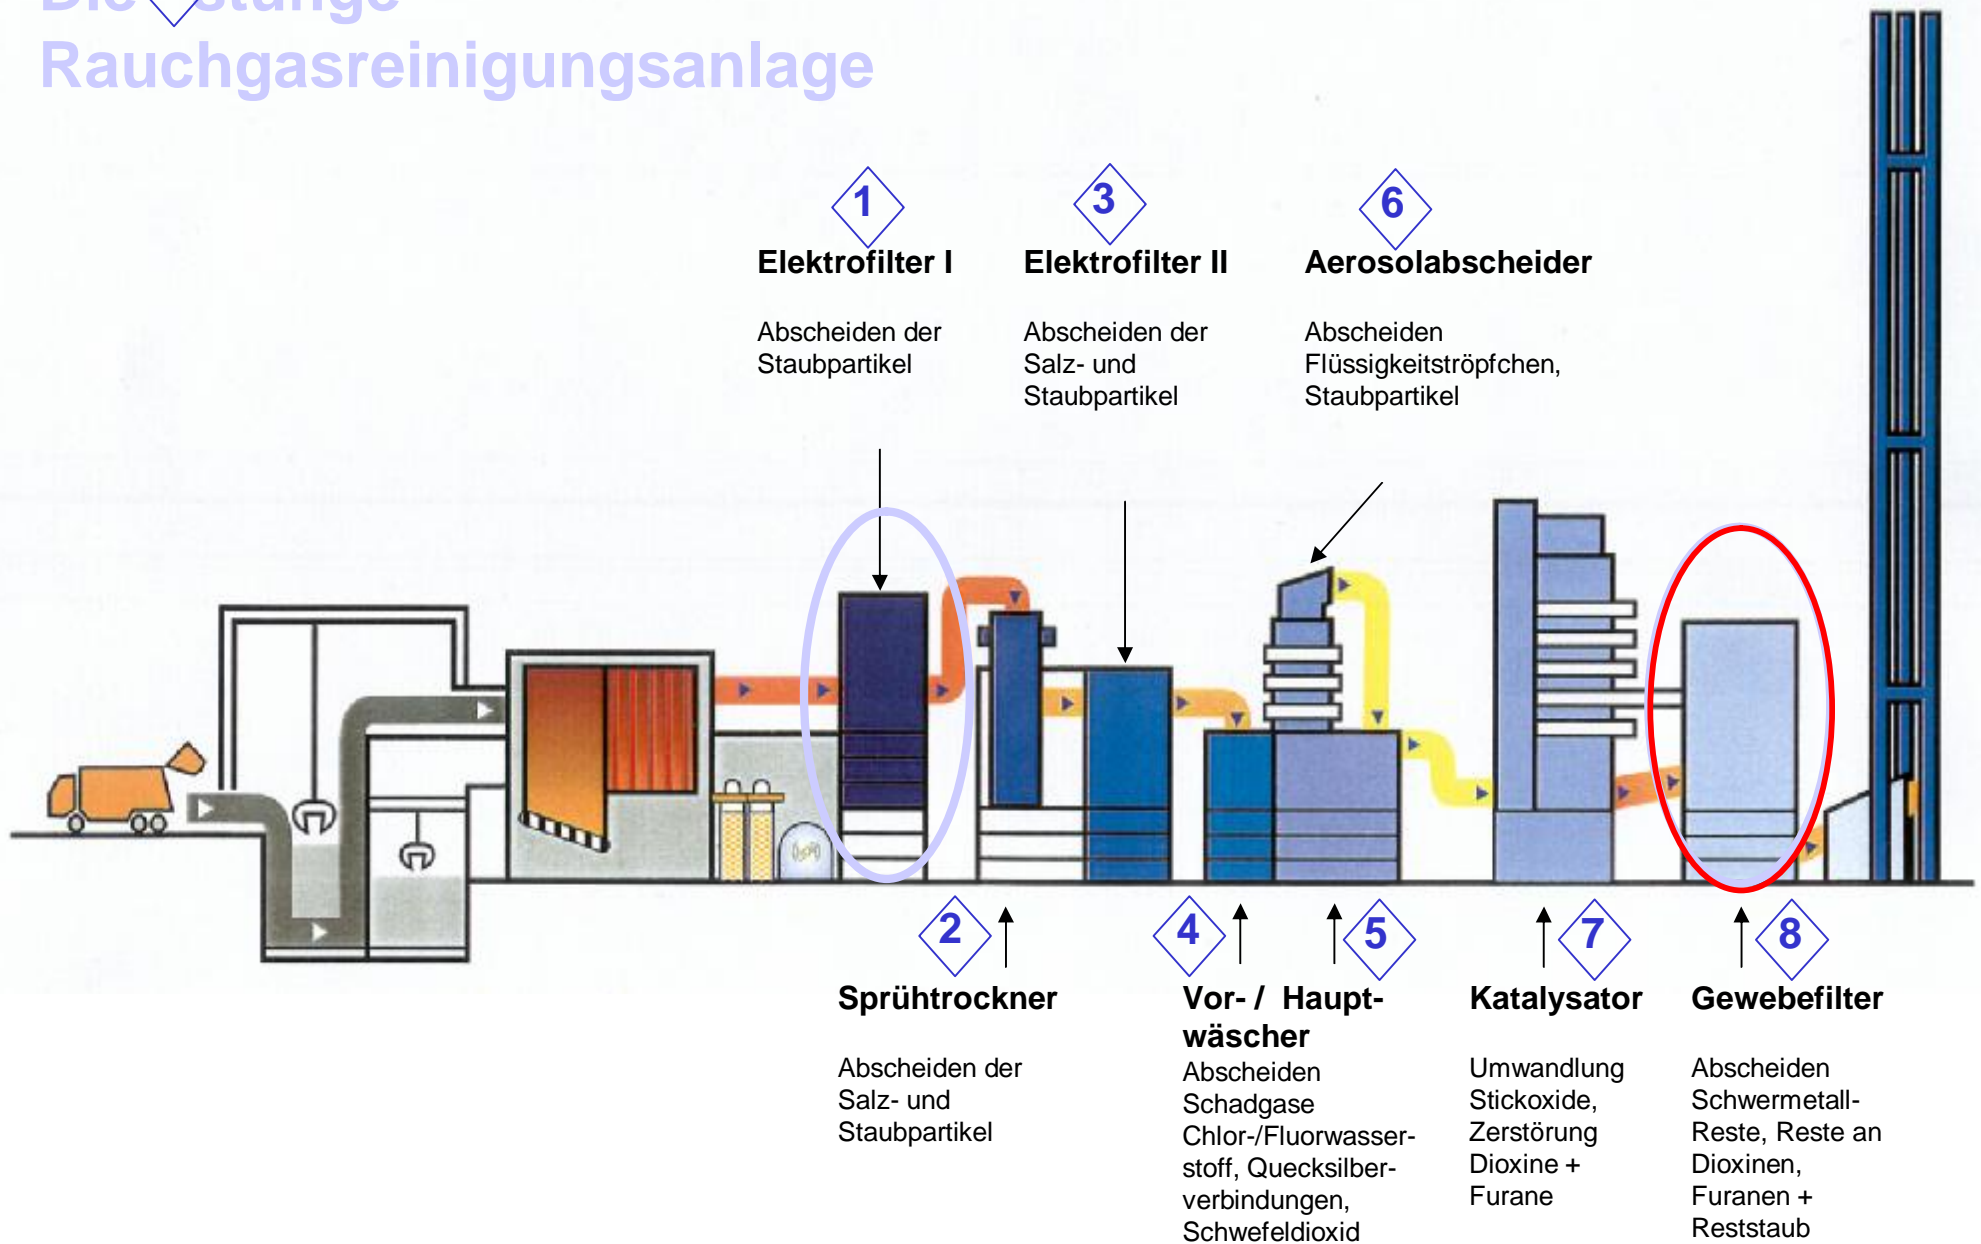 Die stufige
Rauchgasreinigungsanlage
1
Elektrofilter I
Abscheiden der
Staubpartikel
3
Elektrofilter II
Abscheiden der
Salz- und
Staubpartikel
6
Aerosolabscheider
Abscheiden
Flüssigkeitströpfchen,
Staubpartikel
2
Sprühtrockner
Abscheiden der
Salz- und
Staubpartikel
4
5
Vor- / Haupt-
wäscher
Abscheiden
Schadgase
Chlor-/Fluorwasser-
stoff, Quecksilber-
verbindungen,
Schwefeldioxid
7
Katalysator
Umwandlung
Stickoxide,
Zerstörung
Dioxine +
Furane
8
Gewebefilter
Abscheiden
Schwermetall-
Reste, Reste an
Dioxinen,
Furanen +
Reststaub